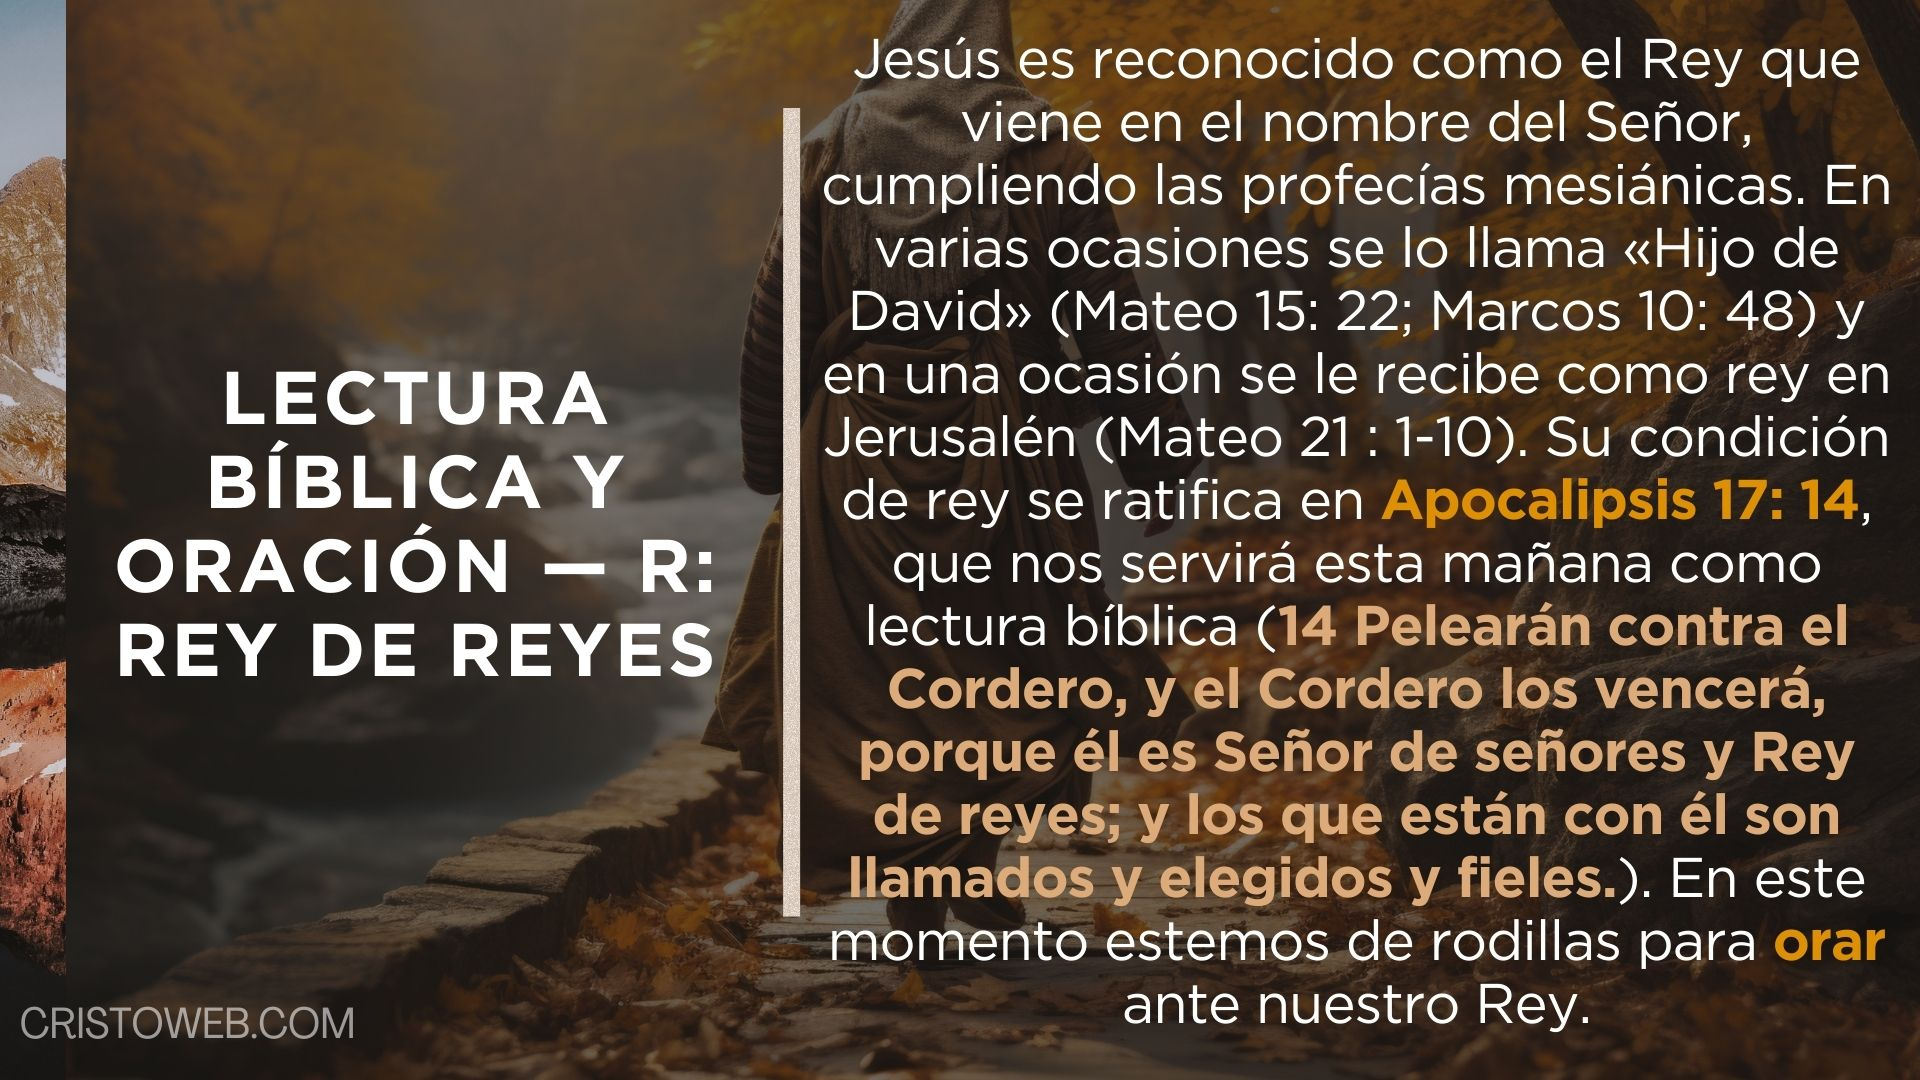 LECTURA
BÍBLICA Y
ORACIÓN — R:
REY DE REYES
Jesús es reconocido como el Rey que
viene en el nombre del Señor,
cumpliendo las profecías mesiánicas. En
varias ocasiones se lo llama «Hijo de
David» (Mateo 15: 22; Marcos 10: 48) y
en una ocasión se le recibe como rey en
Jerusalén (Mateo 21 : 1-10). Su condición
de rey se ratifica en Apocalipsis 17: 14,
que nos servirá esta mañana como
lectura bíblica (14 Pelearán contra el
Cordero, y el Cordero los vencerá,
porque él es Señor de señores y Rey
de reyes; y los que están con él son
llamados y elegidos y fieles.). En este
momento estemos de rodillas para orar
ante nuestro Rey.
CRISTOWEB.COM